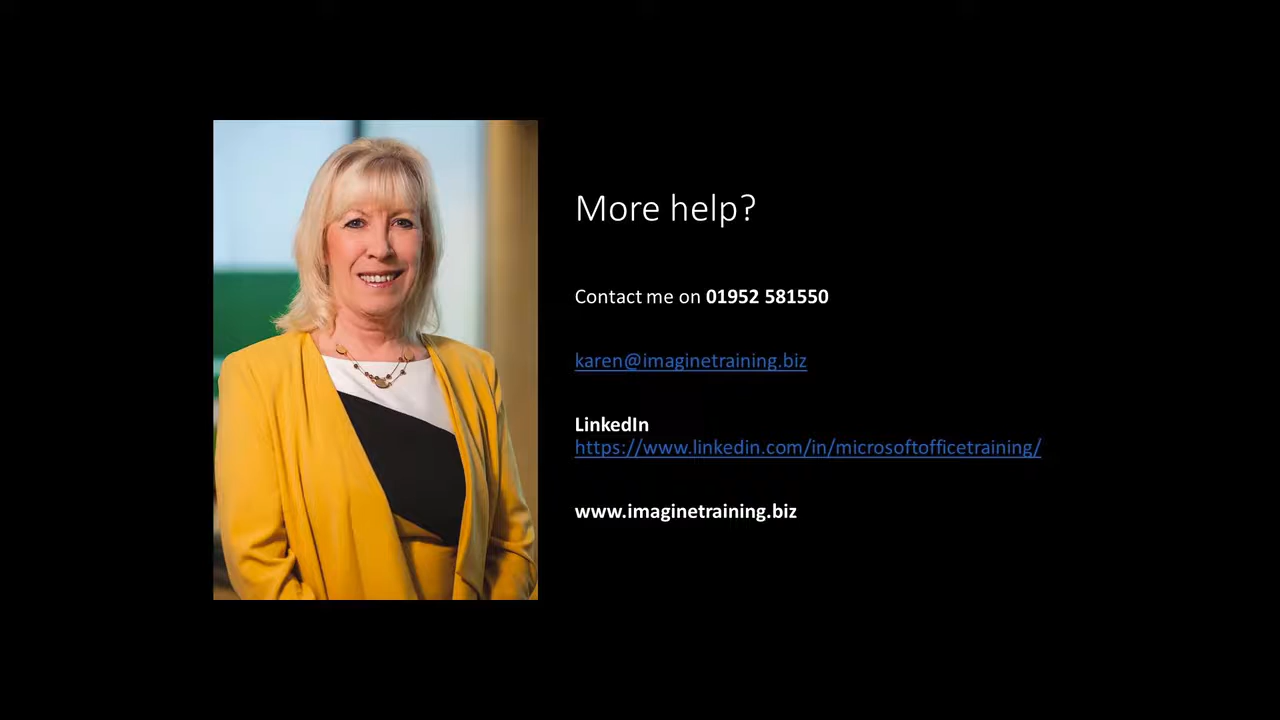 More help?
Contact me on 01952 581550
karen@imaginetraining.biz
LinkedIn
https://www.linkedin.com/in/microsoftofficetraining/
www.imaginetraining.biz